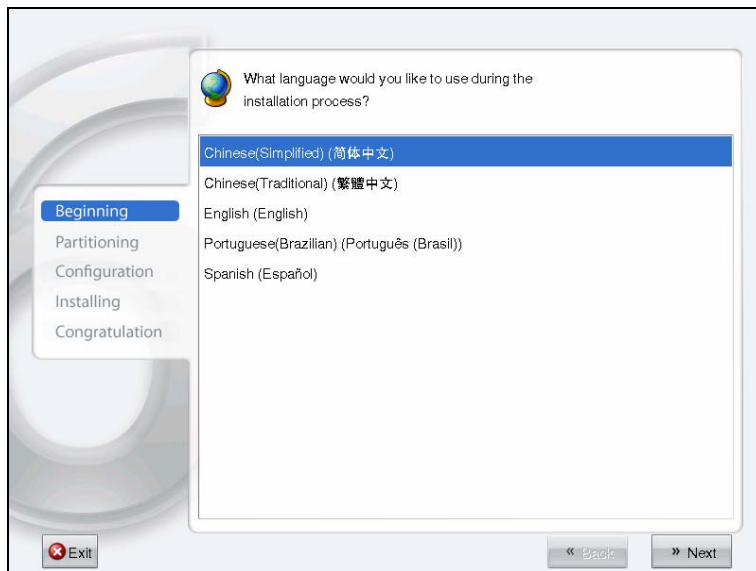 What language would you like to use during the
installation process?
Chinese(Simplified) (简体中文)
Chinese(Traditional) (繁體中文)
English (English)
Portuguese(Brazilian) (Português (Brasil))
Spanish (Español)
Beginning
Partitioning
Configuration
Installing
Congratulation
Exit
« Back
» Next